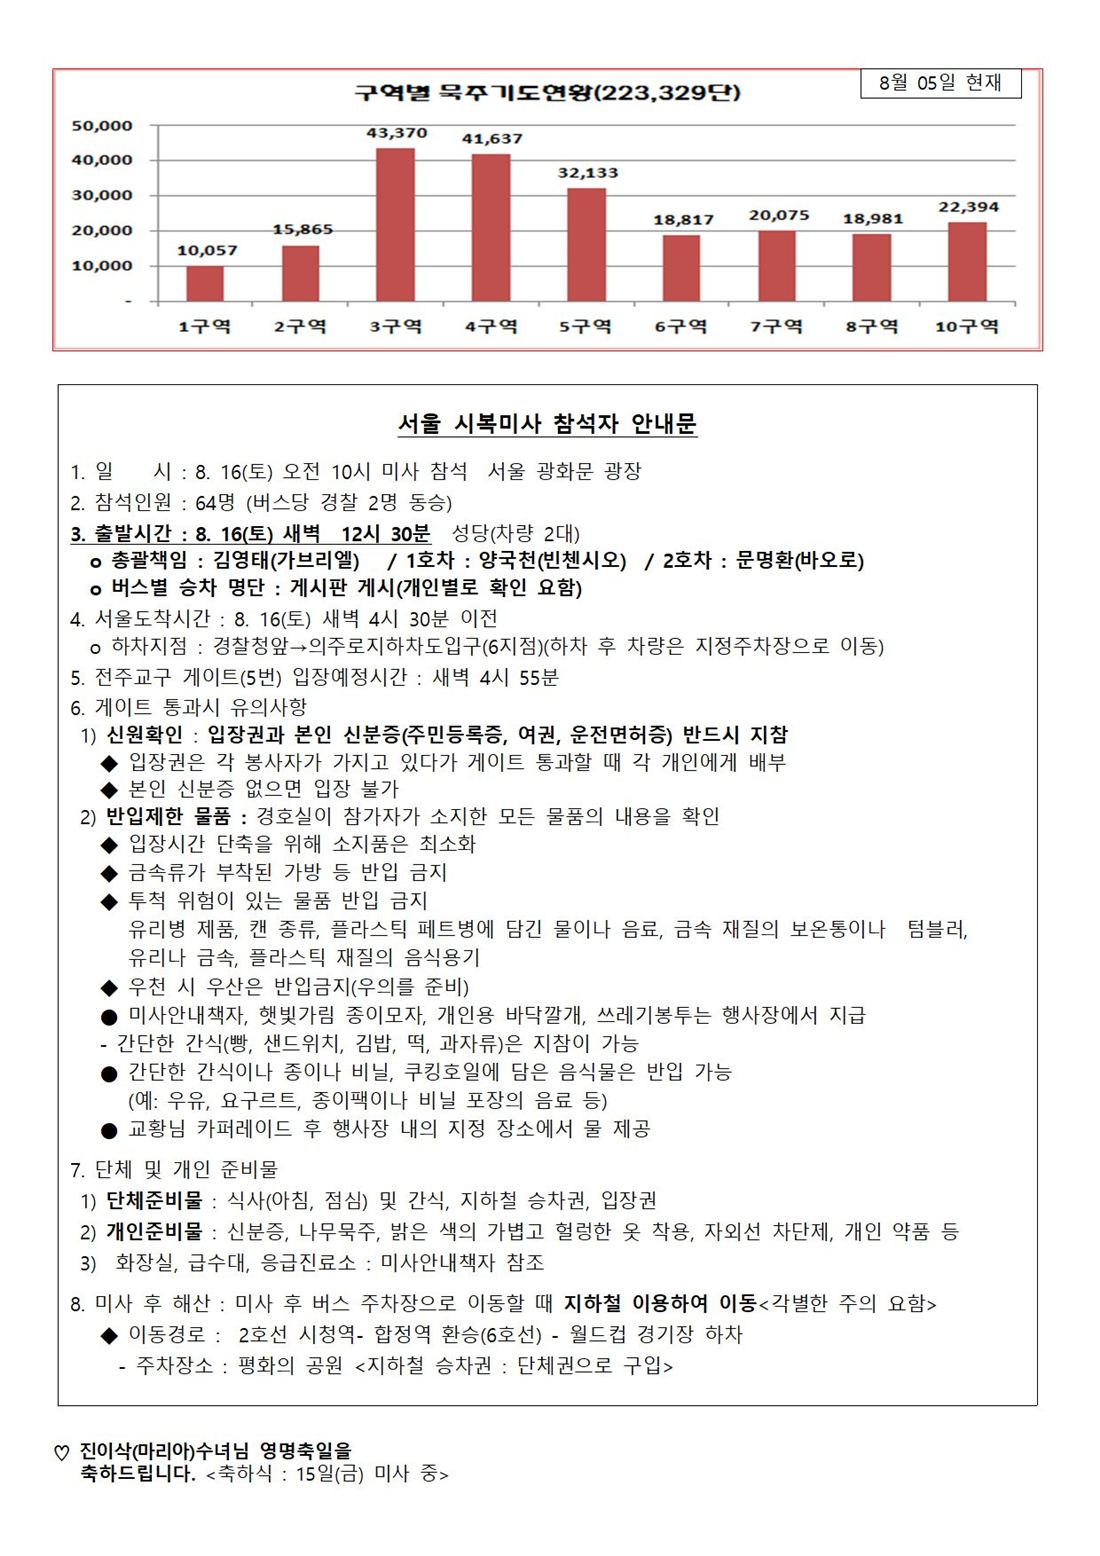 8월 05일 현재
구역별 묵주기도현황(223,329단)
50,000
40,000
30,000
20,000
10,000
-
10,057
15,865
43,370
41,637
32,133
18,817
20,075
18,981
22,394
1구역 2구역 3구역 4구역 5구역 6구역 7구역 8구역 10구역
서울 시복미사 참석자 안내문
1. 일 시 : 8. 16(토) 오전 10시 미사 참석 서울 광화문 광장
2. 참석인원 : 64명 (버스당 경찰 2명 동승)
3. 출발시간 : 8. 16(토) 새벽 12시 30분 성당(차량 2대)
o 총괄책임 : 김영태(가브리엘) / 1호차 : 양국천(빈첸시오) / 2호차 : 문명환(바오로)
o 버스별 승차 명단 : 게시판 게시(개인별로 확인 요함)
4. 서울도착시간 : 8. 16(토) 새벽 4시 30분 이전
o 하차지점 : 경찰청앞→의주로지하차도입구(6지점)(하차 후 차량은 지정주차장으로 이동)
5. 전주교구 게이트(5번) 입장예정시간 : 새벽 4시 55분
6. 게이트 통과시 유의사항
1) 신원확인 : 입장권과 본인 신분증(주민등록증, 여권, 운전면허증) 반드시 지참
◆ 입장권은 각 봉사자가 가지고 있다가 게이트 통과할 때 각 개인에게 배부
◆ 본인 신분증 없으면 입장 불가
2) 반입제한 물품 : 경호실이 참가자가 소지한 모든 물품의 내용을 확인
◆ 입장시간 단축을 위해 소지품은 최소화
◆ 금속류가 부착된 가방 등 반입 금지
◆ 투척 위험이 있는 물품 반입 금지
유리병 제품, 캔 종류, 플라스틱 페트병에 담긴 물이나 음료, 금속 재질의 보온통이나 텀블러,
유리나 금속, 플라스틱 재질의 음식용기
◆ 우천 시 우산은 반입금지(우의를 준비)
● 미사안내책자, 햇빛가림 종이모자, 개인용 바닥깔개, 쓰레기봉투는 행사장에서 지급
- 간단한 간식(빵, 샌드위치, 김밥, 떡, 과자류)은 지참이 가능
● 간단한 간식이나 종이나 비닐, 쿠킹호일에 담은 음식물은 반입 가능
(예: 우유, 요구르트, 종이팩이나 비닐 포장의 음료 등)
● 교황님 카퍼레이드 후 행사장 내의 지정 장소에서 물 제공
7. 단체 및 개인 준비물
1) 단체준비물 : 식사(아침, 점심) 및 간식, 지하철 승차권, 입장권
2) 개인준비물 : 신분증, 나무묵주, 밝은 색의 가볍고 헐렁한 옷 착용, 자외선 차단제, 개인 약품 등
3) 화장실, 급수대, 응급진료소 : 미사안내책자 참조
8. 미사 후 해산 : 미사 후 버스 주차장으로 이동할 때 지하철 이용하여 이동<각별한 주의 요함>
◆ 이동경로 : 2호선 시청역- 합정역 환승(6호선) - 월드컵 경기장 하차
- 주차장소 : 평화의 공원 <지하철 승차권 : 단체권으로 구입>
♡ 진이삭(마리아)수녀님 영명축일을
축하드립니다. <축하식 : 15일(금) 미사 중>